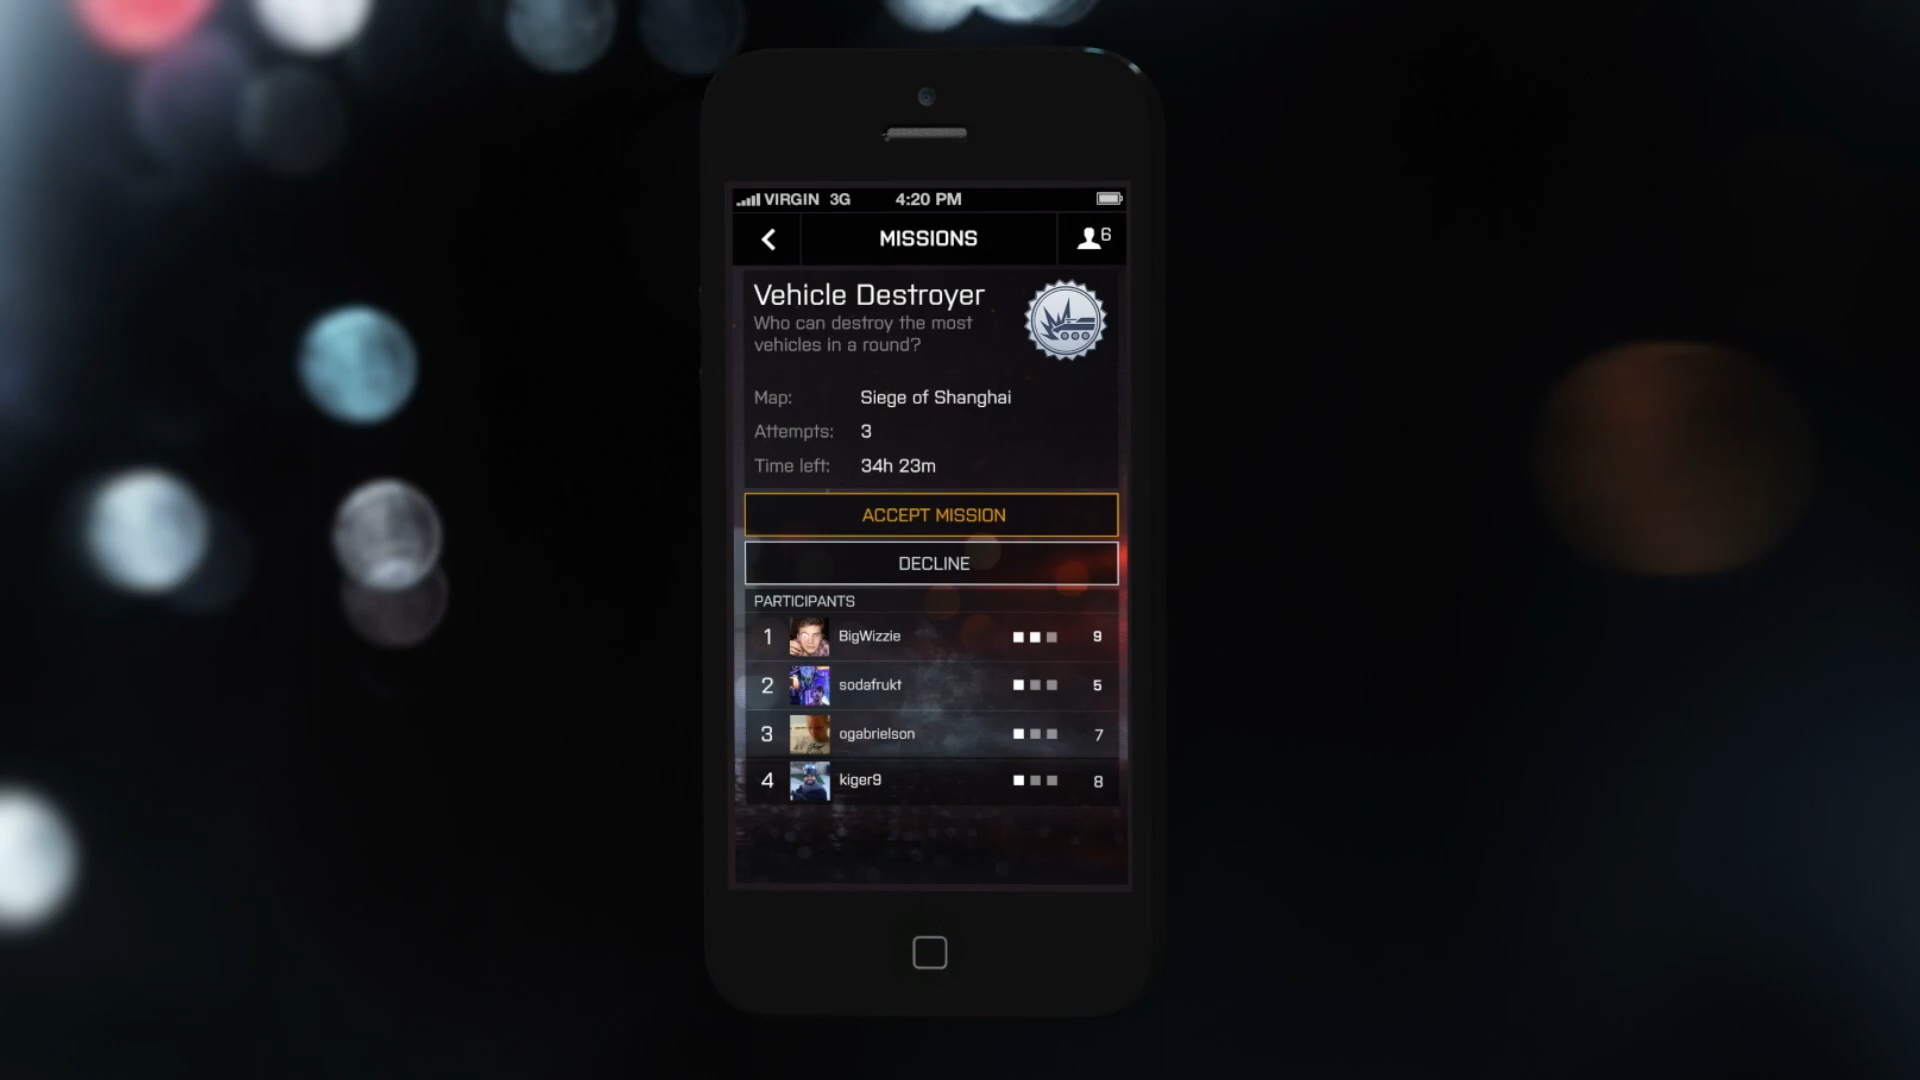 VIRGIN 3G 4:20 PM
MISSIONS
6
Vehicle Destroyer
Who can destroy the most
vehicles in a round?
Map: Siege of Shanghai
Attempts: 3
Time left: 34h 23m
ACCEPT MISSION
DECLINE
PARTICIPANTS
1 BigWizzie 9
2 sodafrukt 5
3 ogabrielson 7
4 kiger9 8